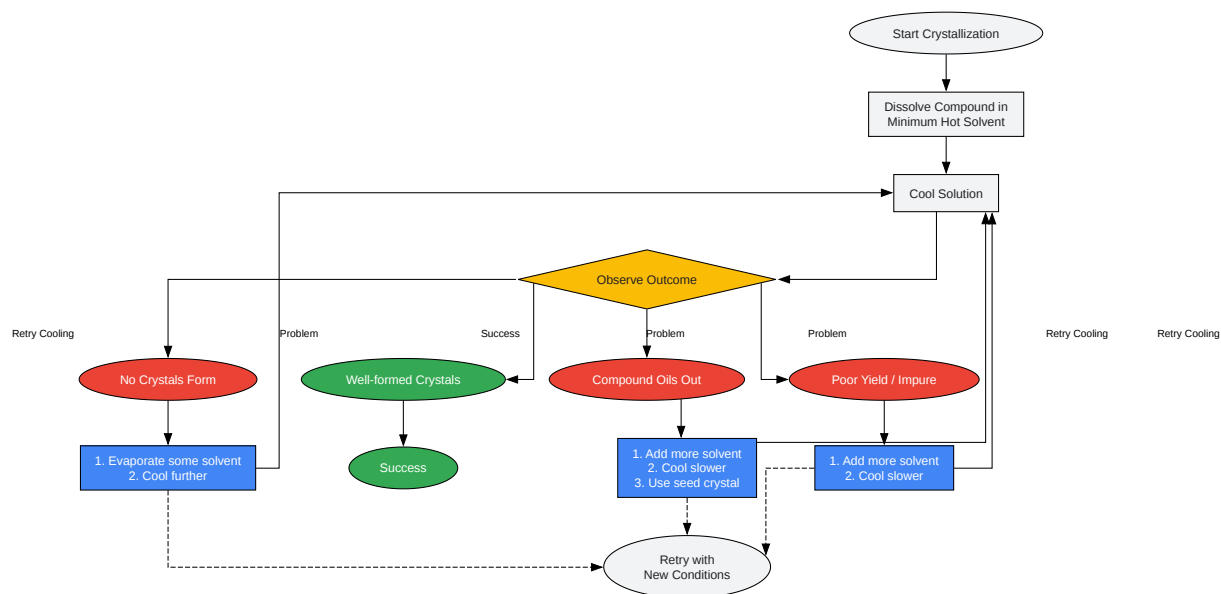 Start Crystallization
Dissolve Compound in
Minimum Hot Solvent
Cool Solution
Observe Outcome
Retry Cooling
Problem
Success
Problem
Problem
Retry Cooling
Retry Cooling
No Crystals Form
Well-formed Crystals
Compound Oils Out
Poor Yield / Impure
1. Evaporate some solvent
2. Cool further
Success
1. Add more solvent
2. Cool slower
3. Use seed crystal
1. Add more solvent
2. Cool slower
Retry with
New Conditions